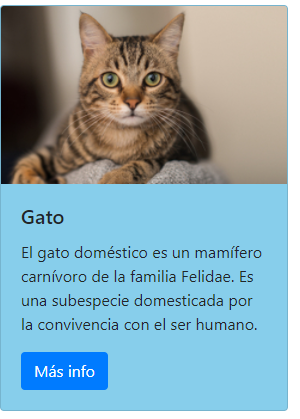 Gato
El gato doméstico es un mamífero
carnívoro de la familia Felidae. Es
una subespecie domesticada por
la convivencia con el ser humano.
Más info